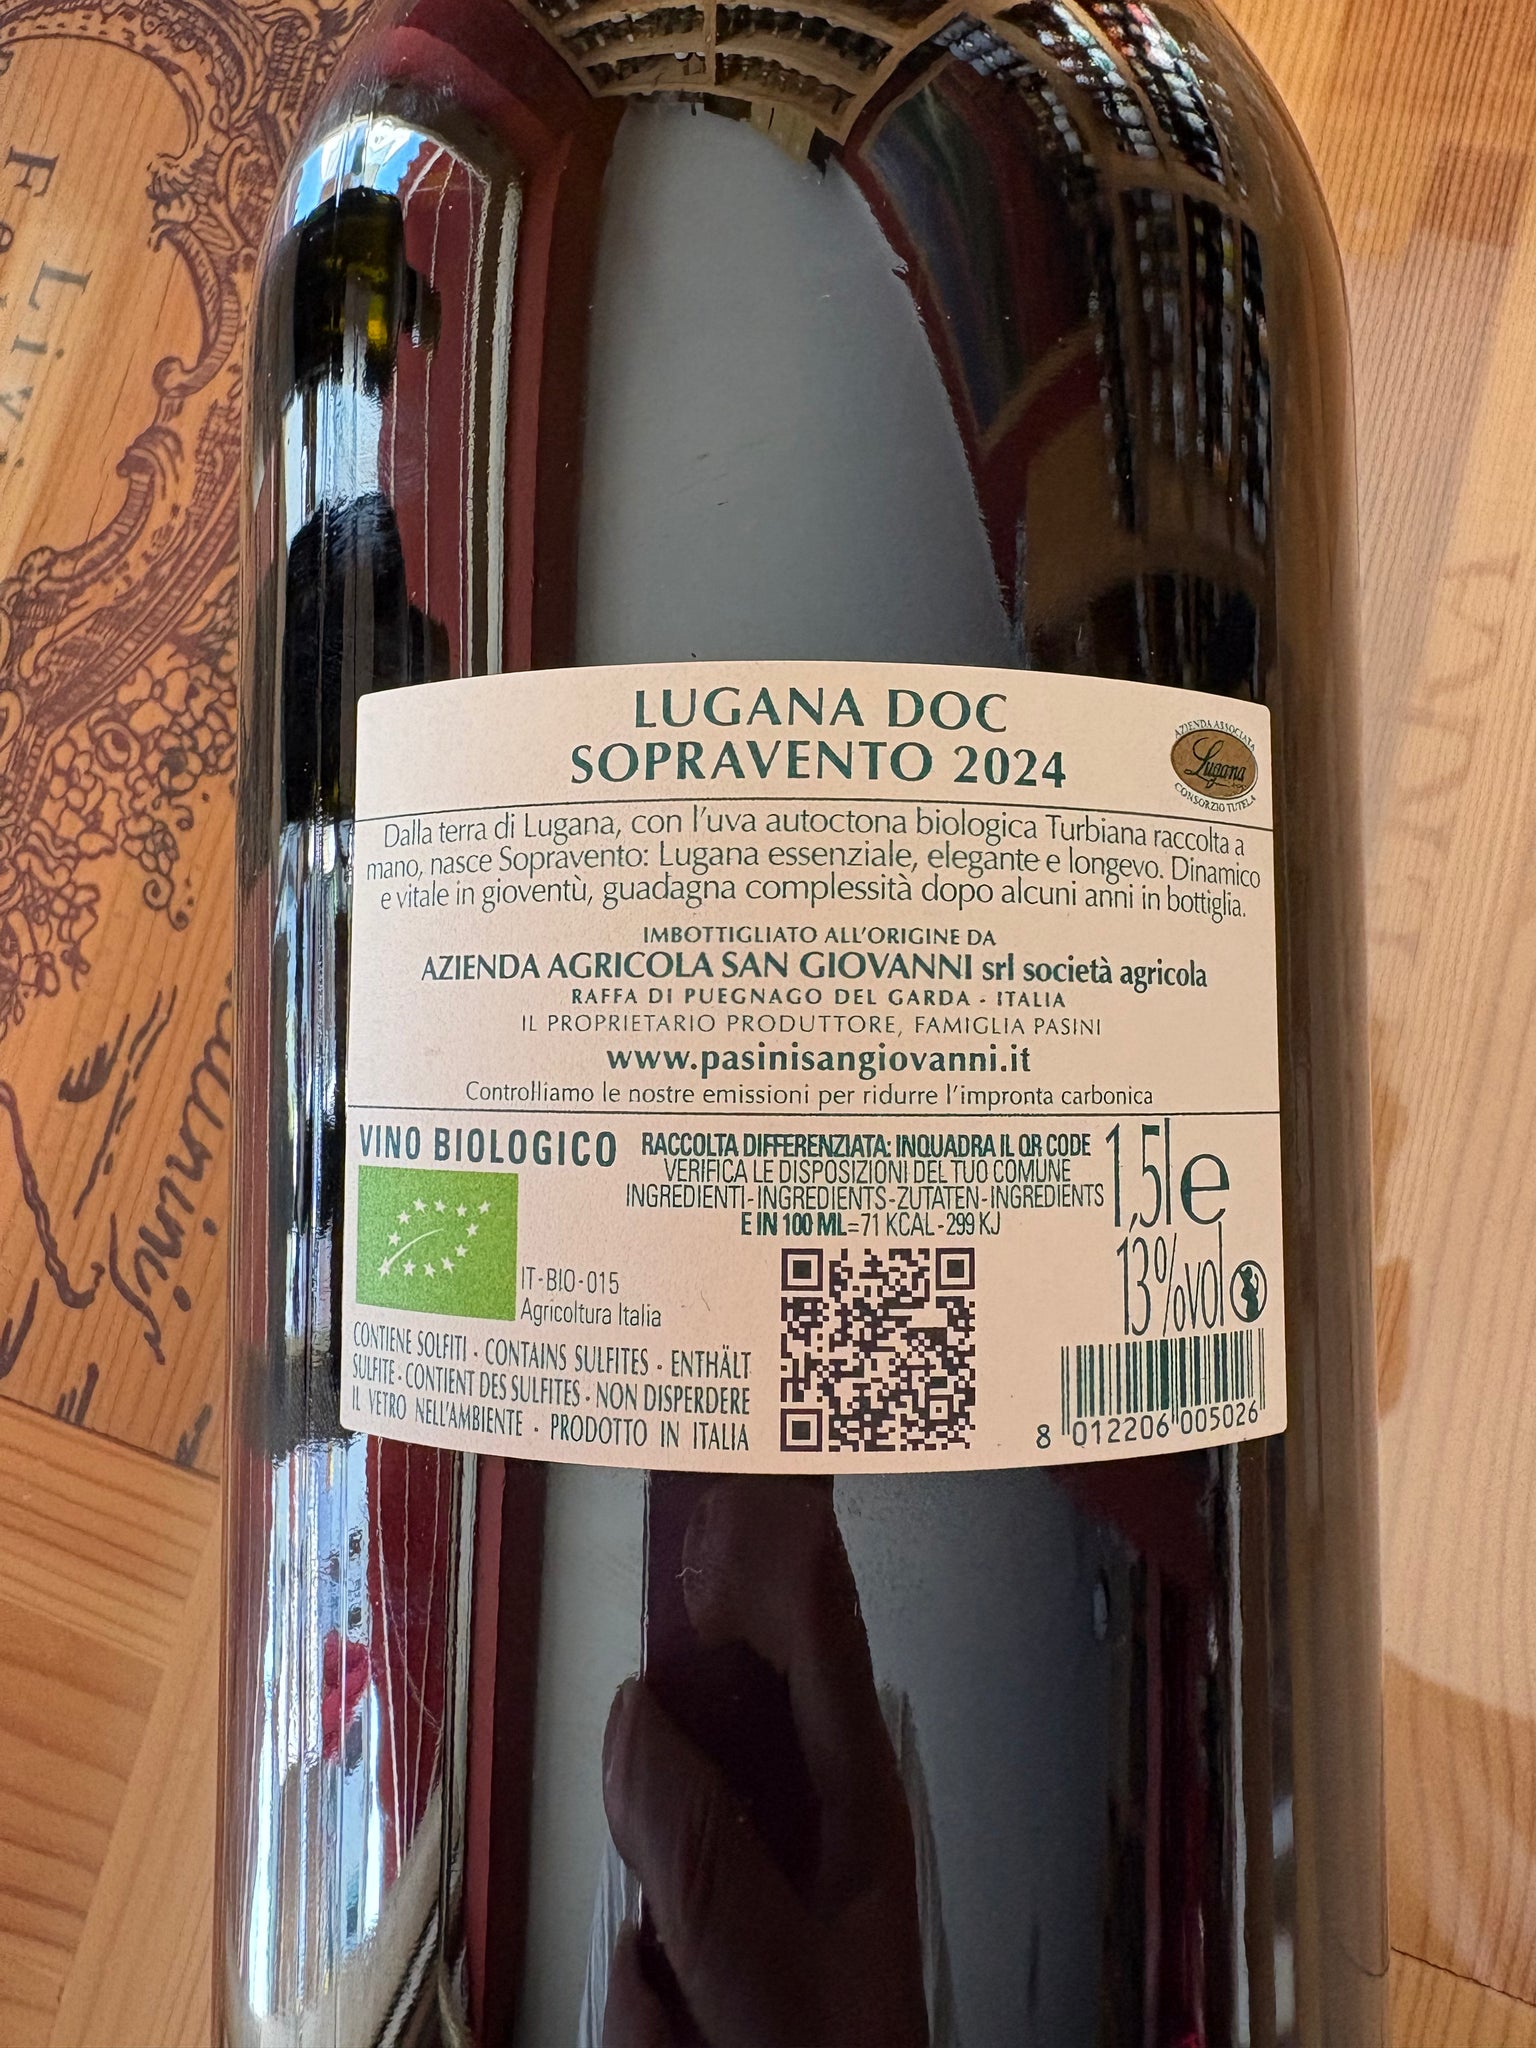 LUGANA DOC
SOPRAVENTO 2024
AZIENDA ASSOCIATA
Lugana
CONSORZIO TUTELA
Dalla terra di Lugana, con l'uva autoctona biologica Turbiana raccolta a
mano, nasce Sopravento: Lugana essenziale, elegante e longevo. Dinamico
e vitale in gioventù, guadagna complessità dopo alcuni anni in bottiglia.
IMBOTTIGLIATO ALL'ORIGINE DA
AZIENDA AGRICOLA SAN GIOVANNI srl società agricola
RAFFA DI PUEGNAGO DEL GARDA - ITALIA
IL PROPRIETARIO PRODUTTORE, FAMIGLIA PASINI
www.pasinisangiovanni.it
Controlliamo le nostre emissioni per ridurre l'impronta carbonica
VINO BIOLOGICO
IT-BIO-015
Agricoltura Italia
CONTIENE SOLFITI - CONTAINS SULFITES - ENTHÄLT
SULFITE - CONTIENT DES SULFITES - NON DISPERDERE
IL VETRO NELL'AMBIENTE - PRODOTTO IN ITALIA
RACCOLTA DIFFERENZIATA: INQUADRA IL QR CODE
VERIFICA LE DISPOSIZIONI DEL TUO COMUNE
INGREDIENTI-INGREDIENTS-ZUTATEN-INGREDIENTS
E IN 100 ML=71 KCAL-299 KJ
1,5l e
13%vol
8 012206 005026